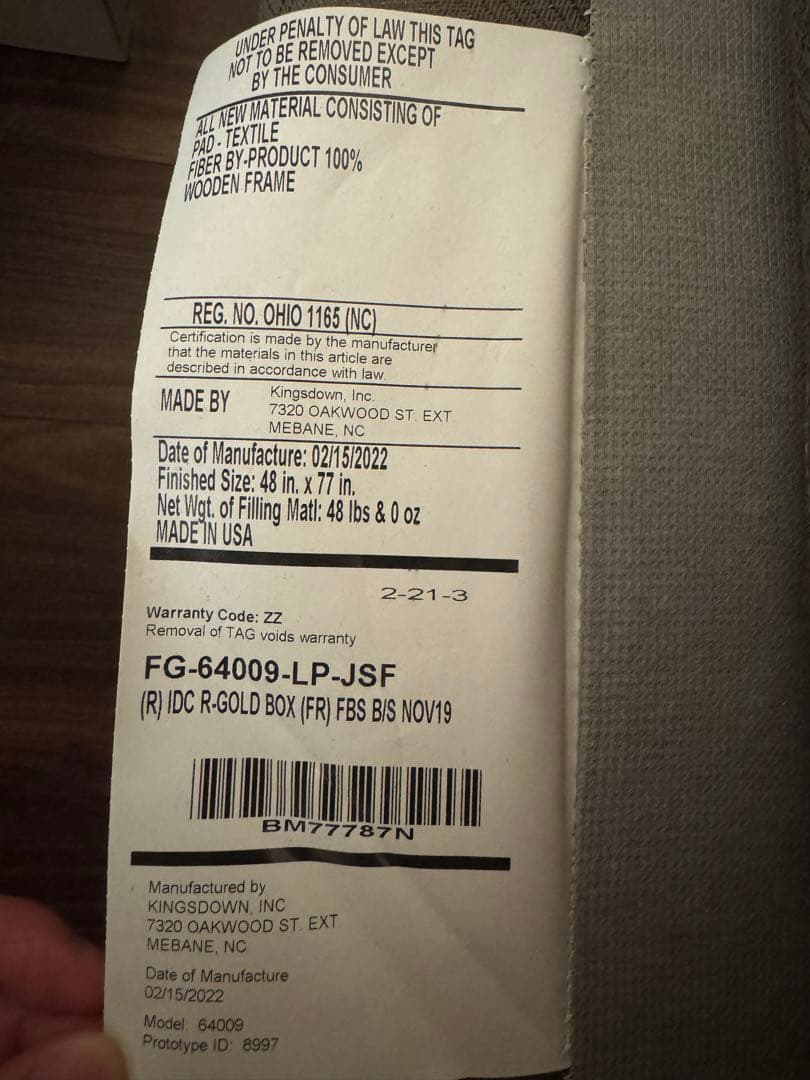 UNDER PENALTY OF LAW THIS TAG
NOT TO BE REMOVED EXCEPT
BY THE CONSUMER
ALL NEW MATERIAL CONSISTING OF
PAD - TEXTILE
FIBER BY-PRODUCT 100%
WOODEN FRAME
REG. NO. OHIO 1165 (NC)
Certification is made by the manufacturer
that the materials in this article are
described in accordance with law.
MADE BY Kingsdown, Inc.
7320 OAKWOOD ST. EXT
MEBANE, NC
Date of Manufacture: 02/15/2022
Finished Size: 48 in. x 77 in.
Net Wgt. of Filling Matl: 48 lbs & 0 oz
MADE IN USA
2-21-3
Warranty Code: ZZ
Removal of TAG voids warranty
FG-64009-LP-JSF
(R) IDC R-GOLD BOX (FR) FBS B/S NOV19
BM77787N
Manufactured by
KINGSDOWN, INC
7320 OAKWOOD ST. EXT
MEBANE, NC
Date of Manufacture
02/15/2022
Model 64009
Prototype ID: 8997